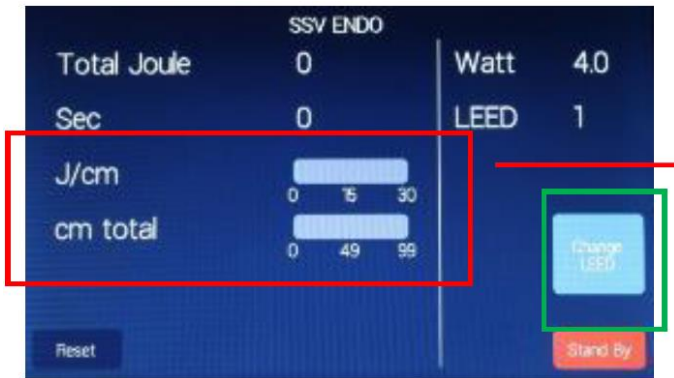 SSV ENDO
Total Joule 0 Watt 4.0
Sec 0 LEED 1
J/cm
0 15 30
cm total
0 49 99
Change
LEED
Reset Stand By